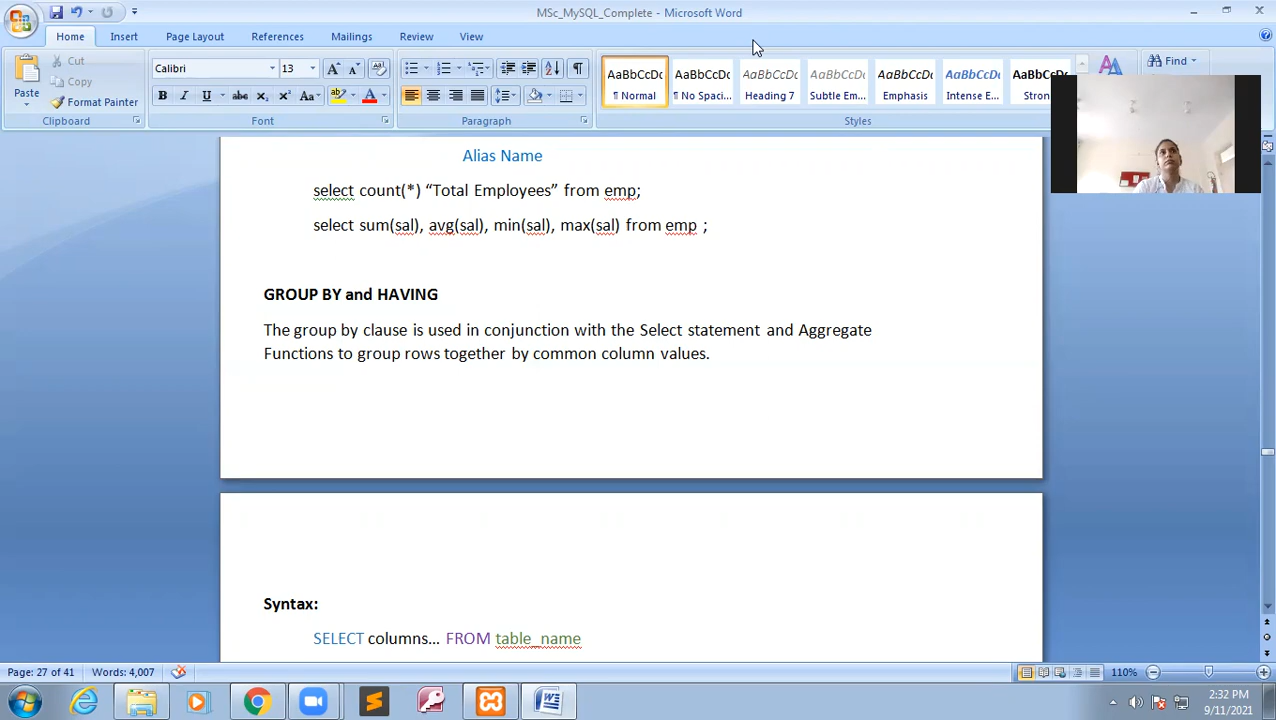 MSc_MySQL_Complete - Microsoft Word
Home Insert Page Layout References Mailings Review View
Paste
Cut
Copy
Format Painter
Clipboard
Calibri 13
Font
Paragraph
AaBbCcDc AaBbCcDc AaBbCcDc AaBbCcDc AaBbCcDc AaBbCcDc AaBbCcDc
¶ Normal ¶ No Spaci... Heading 7 Subtle Em... Emphasis Intense E... Stron
Styles
Find
Alias Name
select count(*) “Total Employees” from emp;
select sum(sal), avg(sal), min(sal), max(sal) from emp ;
GROUP BY and HAVING
The group by clause is used in conjunction with the Select statement and Aggregate
Functions to group rows together by common column values.
Syntax:
SELECT columns... FROM table_name
Page: 27 of 41 Words: 4,007 110%
2:32 PM
9/11/2021